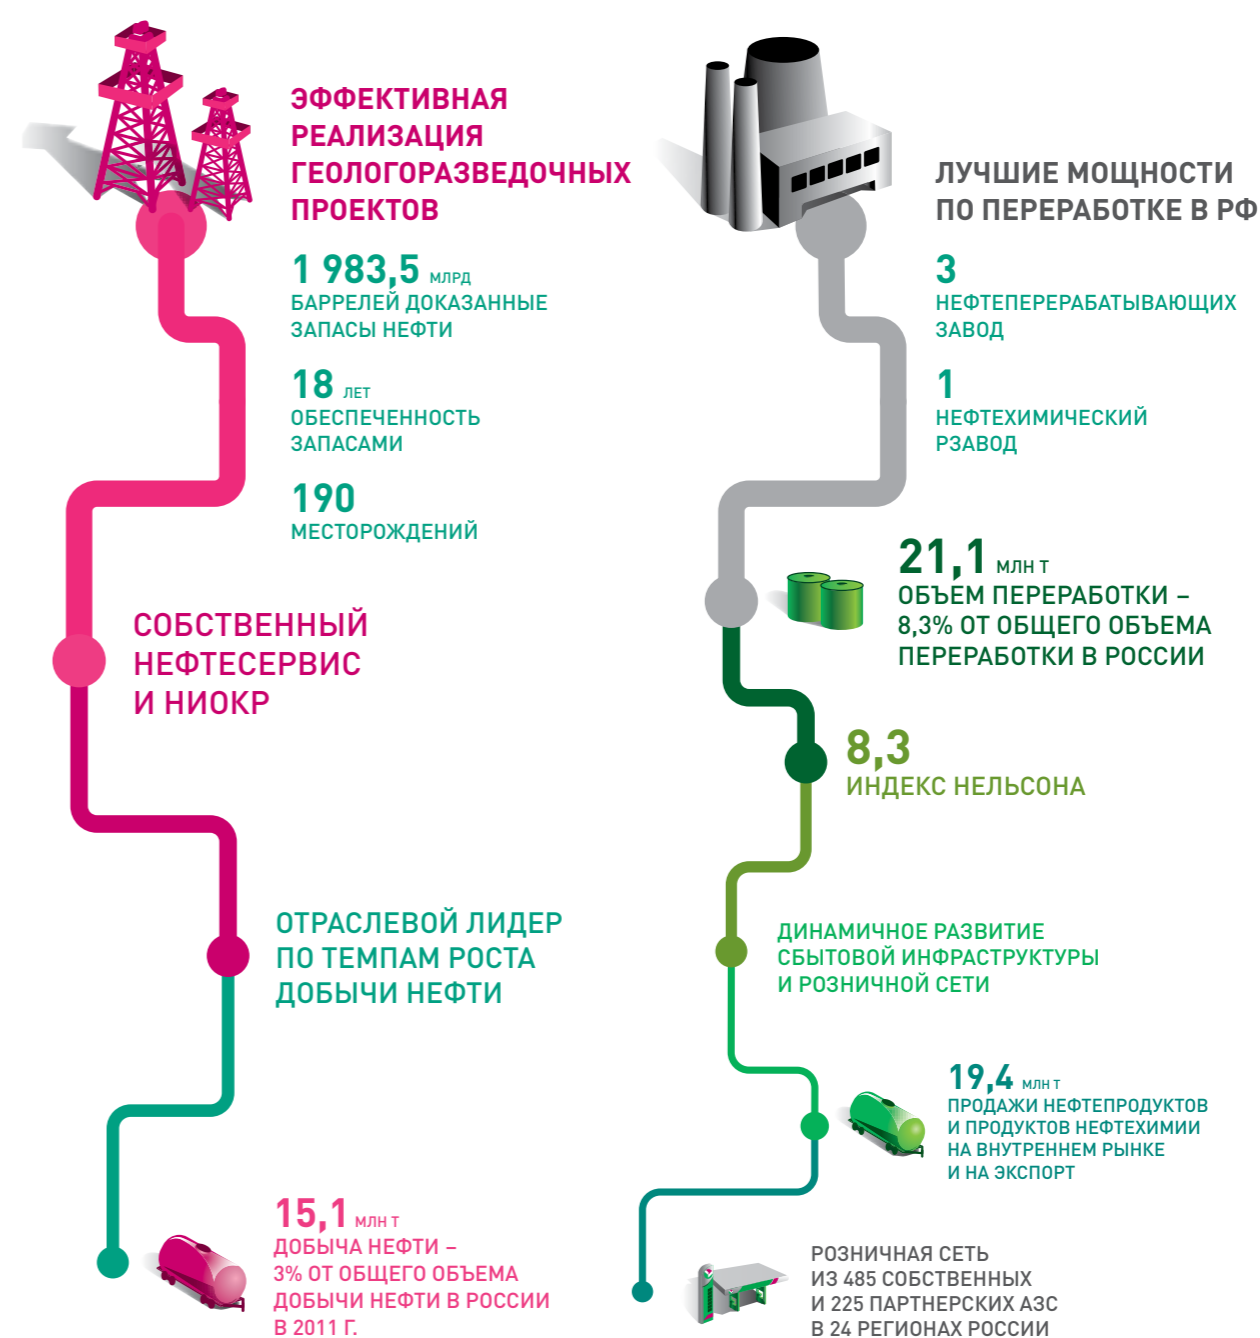 ЭФФЕКТИВНАЯ
РЕАЛИЗАЦИЯ
ГЕОЛОГОРАЗВЕДОЧНЫХ
ПРОЕКТОВ
1 983,5 МЛРД
БАРРЕЛЕЙ ДОКАЗАННЫЕ
ЗАПАСЫ НЕФТИ
18 ЛЕТ
ОБЕСПЕЧЕННОСТЬ
ЗАПАСАМИ
190
МЕСТОРОЖДЕНИЙ
СОБСТВЕННЫЙ
НЕФТЕСЕРВИС
И НИОКР
ОТРАСЛЕВОЙ ЛИДЕР
ПО ТЕМПАМ РОСТА
ДОБЫЧИ НЕФТИ
15,1 МЛН Т
ДОБЫЧА НЕФТИ –
3% ОТ ОБЩЕГО ОБЪЕМА
ДОБЫЧИ НЕФТИ В РОССИИ
В 2011 Г.
ЛУЧШИЕ МОЩНОСТИ
ПО ПЕРЕРАБОТКЕ В РФ
3
НЕФТЕПЕРЕРАБАТЫВАЮЩИХ
ЗАВОД
1
НЕФТЕХИМИЧЕСКИЙ
РЗАВОД
21,1 МЛН Т
ОБЪЕМ ПЕРЕРАБОТКИ –
8,3% ОТ ОБЩЕГО ОБЪЕМА
ПЕРЕРАБОТКИ В РОССИИ
8,3
ИНДЕКС НЕЛЬСОНА
ДИНАМИЧНОЕ РАЗВИТИЕ
СБЫТОВОЙ ИНФРАСТРУКТУРЫ
И РОЗНИЧНОЙ СЕТИ
19,4 МЛН Т
ПРОДАЖИ НЕФТЕПРОДУКТОВ
И ПРОДУКТОВ НЕФТЕХИМИИ
НА ВНУТРЕННЕМ РЫНКЕ
И НА ЭКСПОРТ
РОЗНИЧНАЯ СЕТЬ
ИЗ 485 СОБСТВЕННЫХ
И 225 ПАРТНЕРСКИХ АЗС
В 24 РЕГИОНАХ РОССИИ